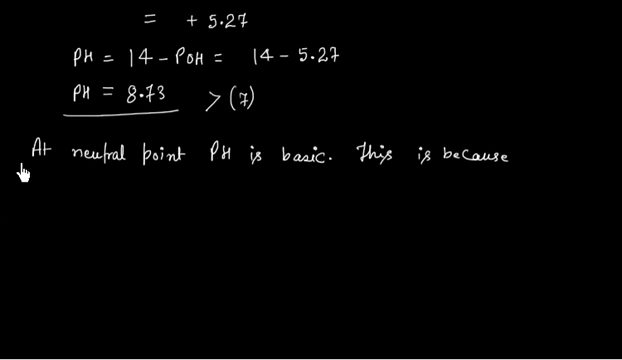 = + 5.27
PH = 14 - POH = 14 - 5.27
PH = 8.73 > (7)
At neutral point PH is basic. This is because